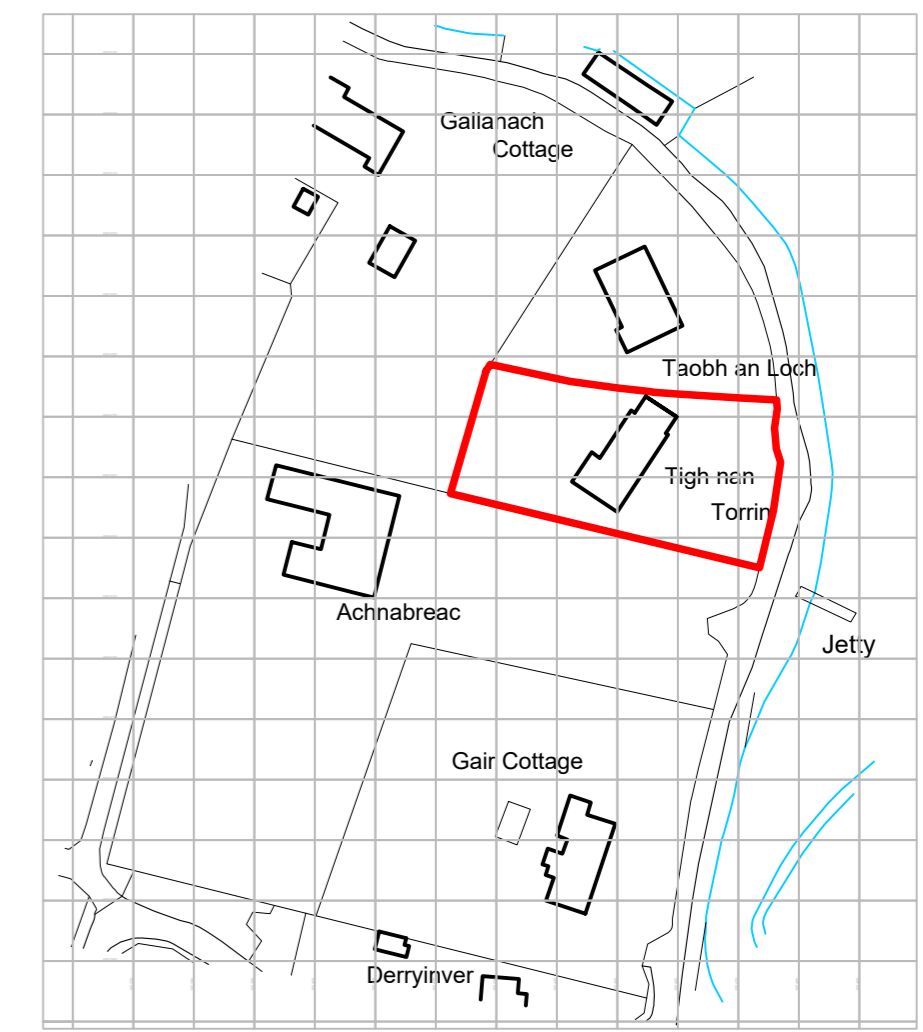 Gallanach
Cottage
Taobh an Loch
Tigh nan
Torrin
Achnabreac
Jetty
Gair Cottage
Derryinver